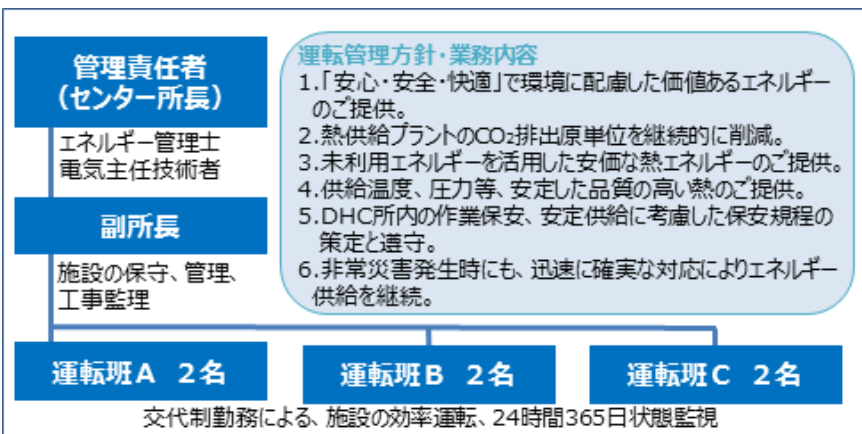 管理責任者
（センター所長）
エネルギー管理士
電気主任技術者
副所長
施設の保守、管理、
工事監理
運転管理方針・業務内容
1.「安心・安全・快適」で環境に配慮した価値あるエネルギー
のご提供。
2.熱供給プラントのCO₂排出原単位を継続的に削減。
3.未利用エネルギーを活用した安価な熱エネルギーのご提供。
4.供給温度、圧力等、安定した品質の高い熱のご提供。
5.DHC所内の作業保安、安定供給に考慮した保安規程の
策定と遵守。
6.非常災害発生時にも、迅速に確実な対応によりエネルギー
供給を継続。
運転班A 2名
運転班B 2名
運転班C 2名
交代制勤務による、施設の効率運転、24時間365日状態監視